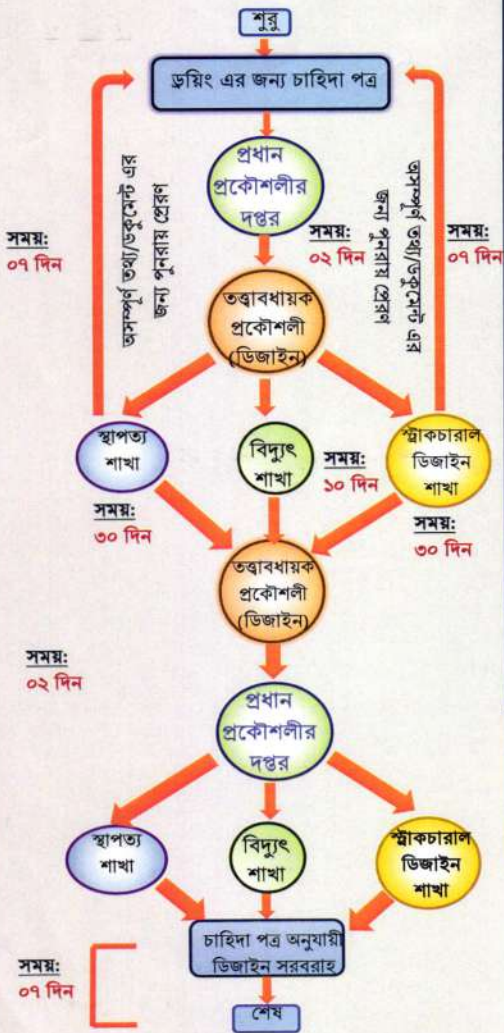 শুরু
ড্রয়িং এর জন্য চাহিদা পত্র
প্রধান
প্রকৌশলীর
দপ্তর
অসম্পূর্ণ তথ্য/ডকুমেন্ট এর
জন্য পুনরায় প্রেরণ
অসম্পূর্ণ তথ্য/ডকুমেন্ট এর
জন্য পুনরায় প্রেরণ
সময়:
০৭ দিন
সময়:
০২ দিন
সময়:
০৭ দিন
তত্তাবধায়ক
প্রকৌশলী
(ডিজাইন)
স্থাপত্য
শাখা
বিদ্যুৎ
শাখা
স্ট্রাকচারাল
ডিজাইন
শাখা
সময়:
৩০ দিন
সময়:
১০ দিন
সময়:
৩০ দিন
তত্ত্বাবধায়ক
প্রকৌশলী
(ডিজাইন)
সময়:
০২ দিন
প্রধান
প্রকৌশলীর
দপ্তর
স্থাপত্য
শাখা
বিদ্যুৎ
শাখা
স্ট্রাকচারাল
ডিজাইন
শাখা
চাহিদা পত্র অনুযায়ী
ডিজাইন সরবরাহ
সময়:
০৭ দিন
শেষ